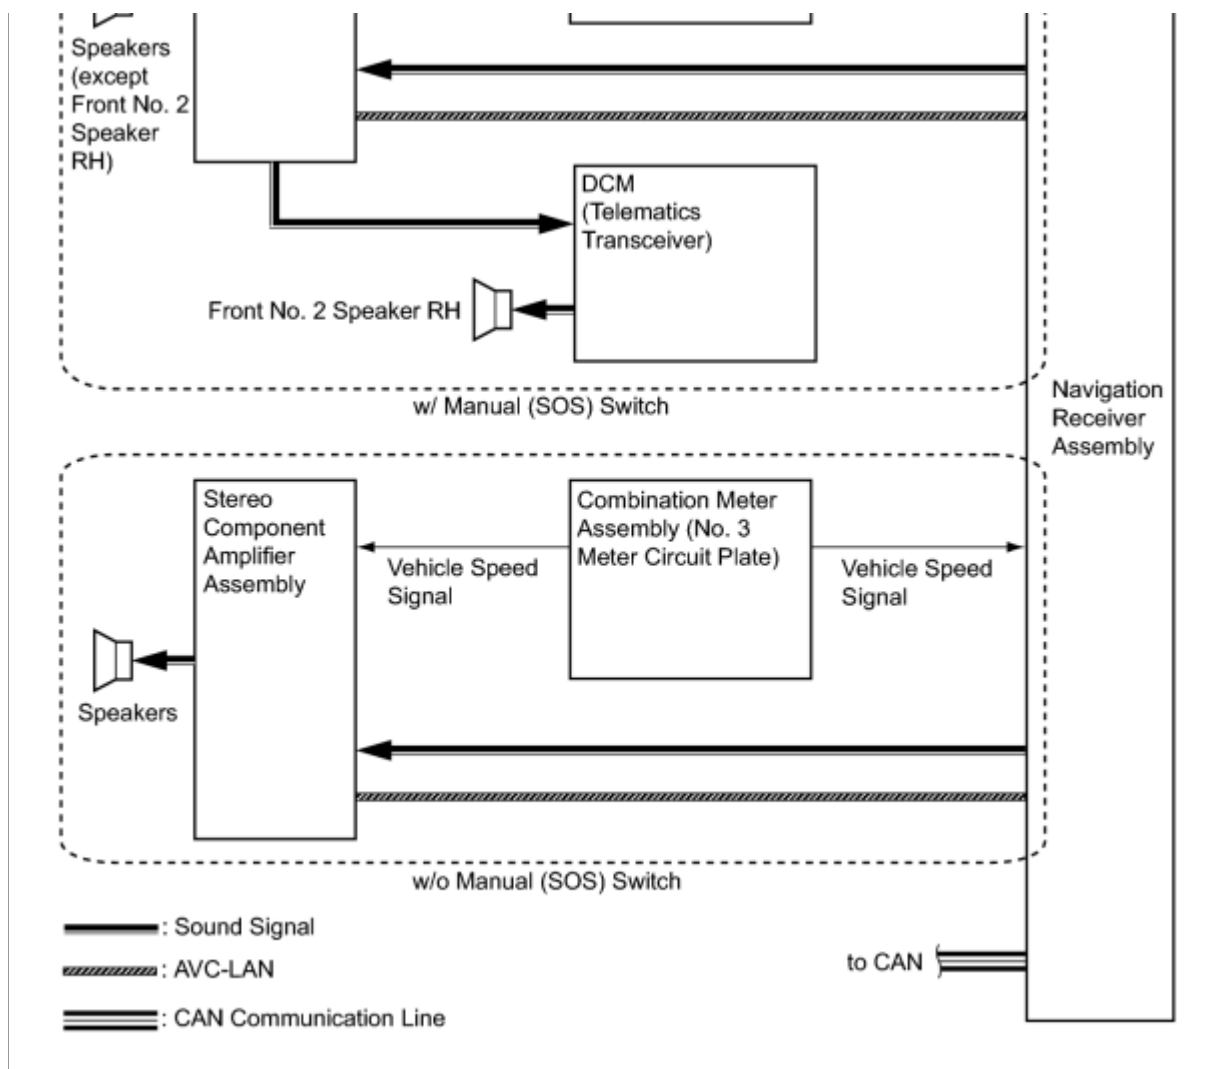 Speakers
(except
Front No. 2
Speaker
RH)
DCM
(Telematics
Transceiver)
Front No. 2 Speaker RH
w/ Manual (SOS) Switch
Navigation
Receiver
Assembly
Stereo
Component
Amplifier
Assembly
Combination Meter
Assembly (No. 3
Meter Circuit Plate)
Vehicle Speed
Signal
Vehicle Speed
Signal
Speakers
w/o Manual (SOS) Switch
: Sound Signal
: AVC-LAN
: CAN Communication Line
to CAN